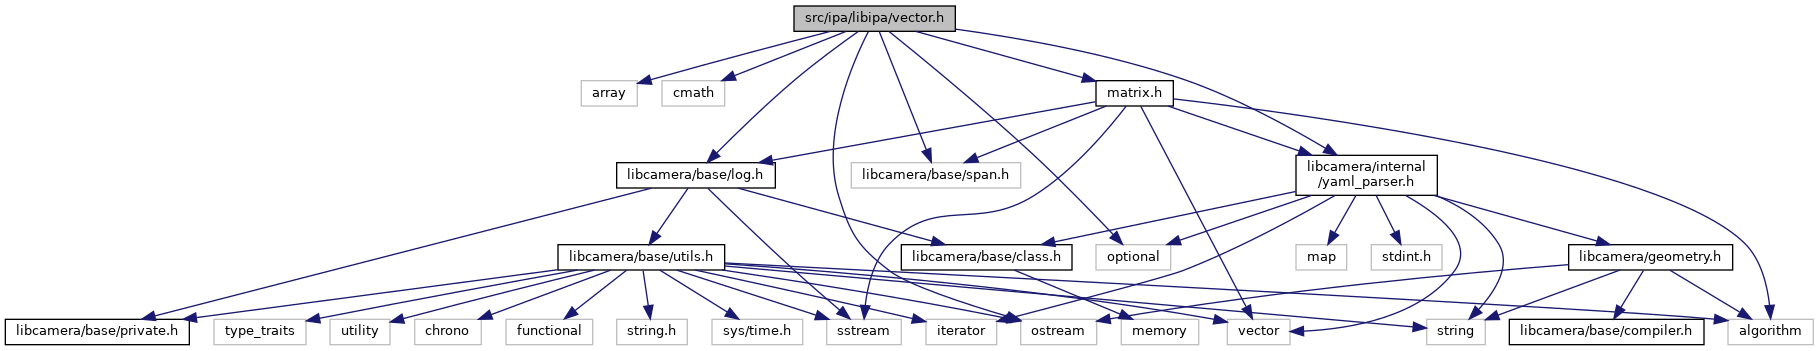 src/ipa/libipa/vector.h
array
cmath
matrix.h
libcamera/base/log.h
libcamera/base/span.h
libcamera/internal
/yaml_parser.h
libcamera/base/utils.h
libcamera/base/class.h
optional
map
stdint.h
libcamera/geometry.h
libcamera/base/private.h
type_traits
utility
chrono
functional
string.h
sys/time.h
sstream
iterator
ostream
memory
vector
string
libcamera/base/compiler.h
algorithm